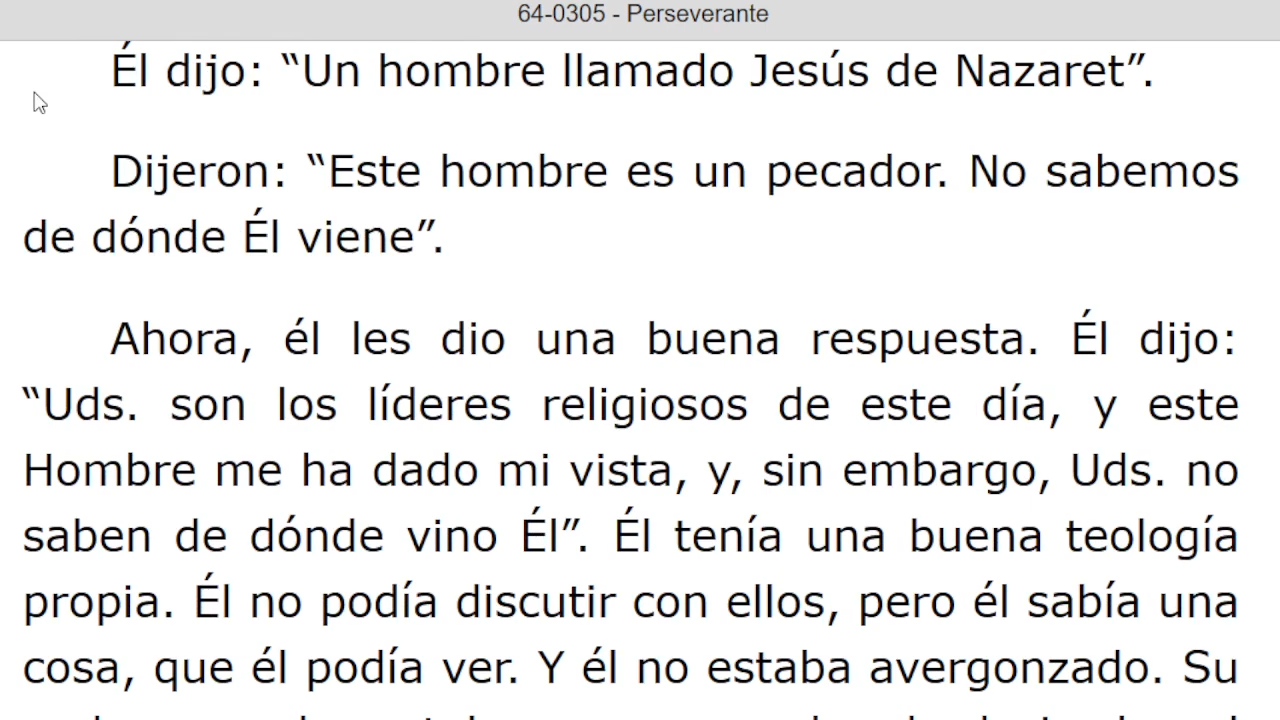 64-0305 - Perseverante
Él dijo: “Un hombre llamado Jesús de Nazaret”.
Dijeron: “Este hombre es un pecador. No sabemos
de dónde Él viene”.
Ahora, él les dio una buena respuesta. Él dijo:
“Uds. son los líderes religiosos de este día, y este
Hombre me ha dado mi vista, y, sin embargo, Uds. no
saben de dónde vino Él”. Él tenía una buena teología
propia. Él no podía discutir con ellos, pero él sabía una
cosa, que él podía ver. Y él no estaba avergonzado. Su